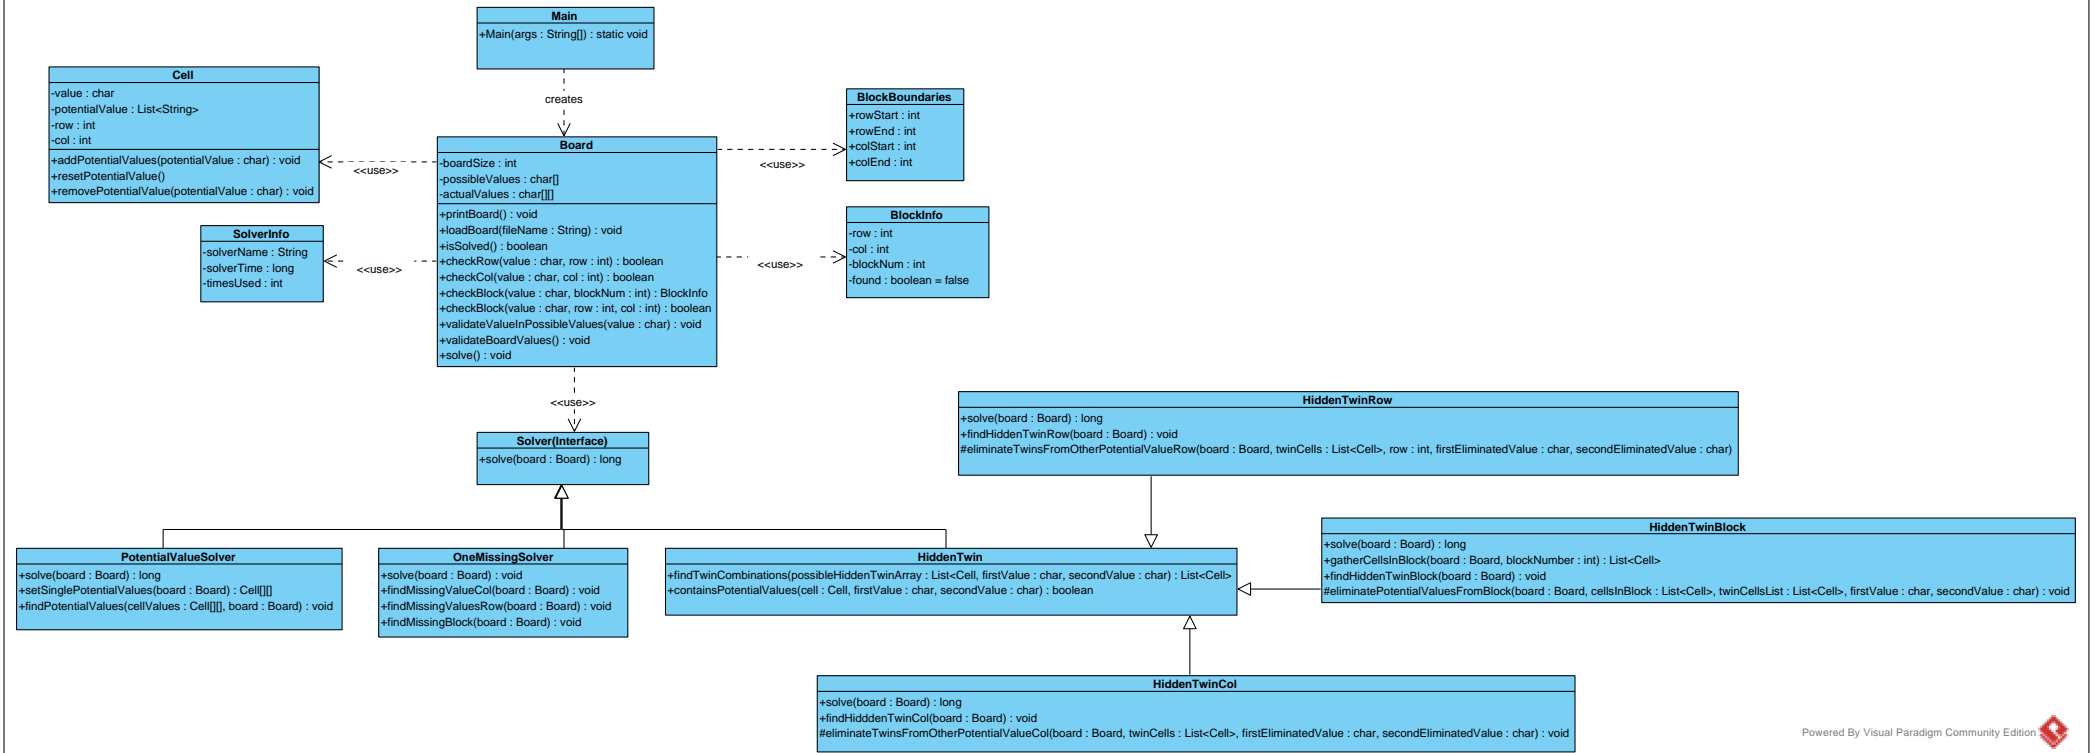 Main
+Main(args : String[]) : static void
creates
Cell
-value : char
-potentialValue : List<String>
-row : int
-col : int
+addPotentialValues(potentialValue : char) : void
+resetPotentialValue()
+removePotentialValue(potentialValue : char) : void
<<use>>
SolverInfo
-solverName : String
-solverTime : long
-timesUsed : int
<<use>>
Board
-boardSize : int
-possibleValues : char[]
-actualValues : char[][]
+printBoard() : void
+loadBoard(fileName : String) : void
+isSolved() : boolean
+checkRow(value : char, row : int) : boolean
+checkCol(value : char, col : int) : boolean
+checkBlock(value : char, blockNum : int) : BlockInfo
+checkBlock(value : char, row : int, col : int) : boolean
+validateValueInPossibleValues(value : char) : void
+validateBoardValues() : void
+solve() : void
<<use>>
BlockBoundaries
+rowStart : int
+rowEnd : int
+colStart : int
+colEnd : int
<<use>>
BlockInfo
-row : int
-col : int
-blockNum : int
-found : boolean = false
<<use>>
Solver(Interface)
+solve(board : Board) : long
HiddenTwinRow
+solve(board : Board) : long
+findHiddenTwinRow(board : Board) : void
#eliminateTwinsFromOtherPotentialValueRow(board : Board, twinCells : List<Cell>, row : int, firstEliminatedValue : char, secondEliminatedValue : char)
PotentialValueSolver
+solve(board : Board) : long
+setSinglePotentialValues(board : Board) : Cell[][]
+findPotentialValues(cellValues : Cell[][], board : Board) : void
OneMissingSolver
+solve(board : Board) : void
+findMissingValueCol(board : Board) : void
+findMissingValuesRow(board : Board) : void
+findMissingBlock(board : Board) : void
HiddenTwin
+findTwinCombinations(possibleHiddenTwinArray : List<Cell, firstValue : char, secondValue : char) : List<Cell>
+containsPotentialValues(cell : Cell, firstValue : char, secondValue : char) : boolean
HiddenTwinBlock
+solve(board : Board) : long
+gatherCellsInBlock(board : Board, blockNumber : int) : List<Cell>
+findHiddenTwinBlock(board : Board) : void
#eliminatePotentialValuesFromBlock(board : Board, cellsInBlock : List<Cell>, twinCellsList : List<Cell>, firstValue : char, secondValue : char) : void
HiddenTwinCol
+solve(board : Board) : long
+findHidddenTwinCol(board : Board) : void
#eliminateTwinsFromOtherPotentialValueCol(board : Board, twinCells : List<Cell>, firstEliminatedValue : char, secondEliminatedValue : char) : void
Powered By Visual Paradigm Community Edition